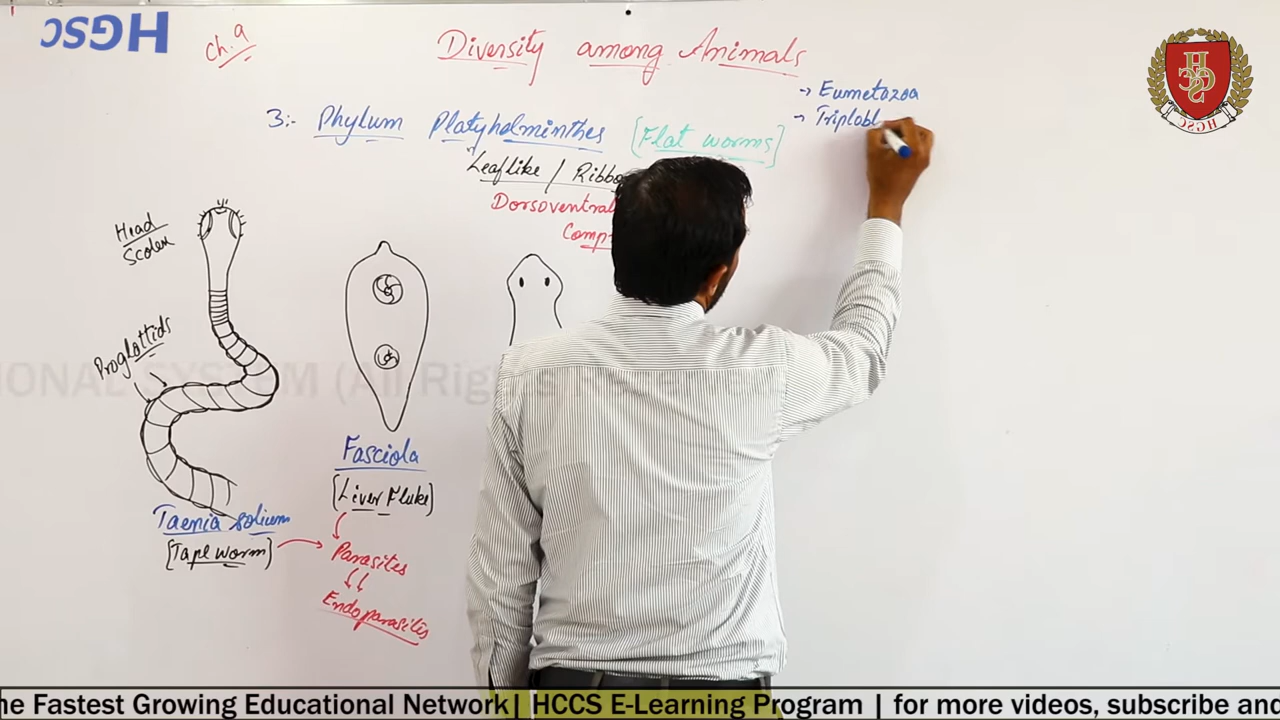 HGSC
Ch. 9
Diversity among Animals
→ Eumetazoa
→ Triplobl
3:- Phylum Platyhelminthes [Flat worms]
Leaflike / Ribbo
Dorsoventral
Comp
Head
Scolex
Proglottids
Taenia solium
[Tape worm]
Fasciola
[Liver Fluke]
Parasites
Endoparasites
HGSC
he Fastest Growing Educational Network| HCCS E-Learning Program | for more videos, subscribe and